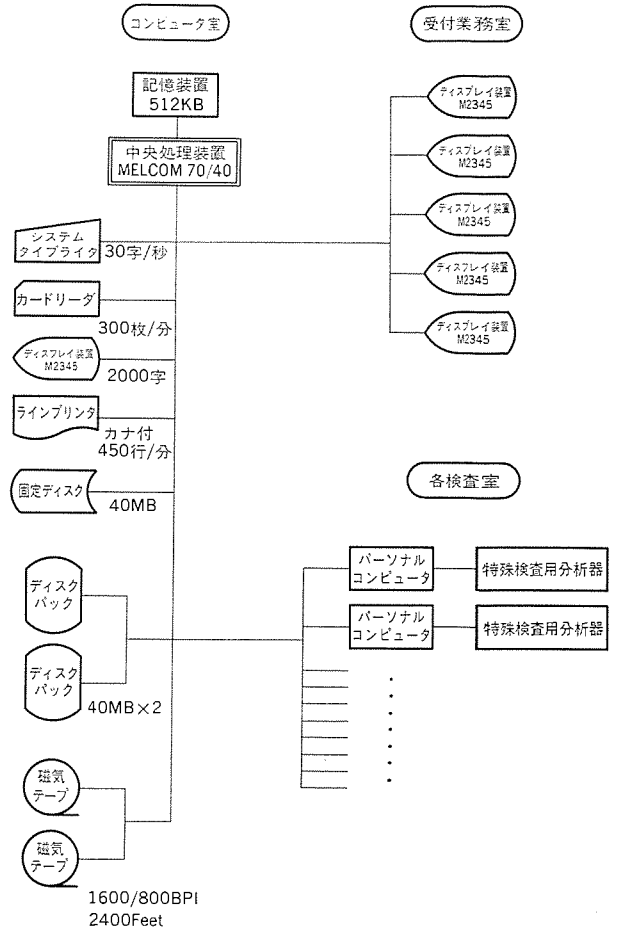 コンピュータ室
記憶装置
512KB
中央処理装置
MELCOM 70/40
システム
タイプライタ
30字/秒
カードリーダ
300枚/分
ディスプレイ装置
M2345
2000字
ラインプリンタ
カナ付
450行/分
固定ディスク
40MB
ディスク
パック
ディスク
パック
40MB×2
磁気
テープ
磁気
テープ
1600/800BPI
2400Feet
受付業務室
ディスプレイ装置
M2345
ディスプレイ装置
M2345
ディスプレイ装置
M2345
ディスプレイ装置
M2345
ディスプレイ装置
M2345
各検査室
パーソナル
コンピュータ
特殊検査用分析器
パーソナル
コンピュータ
特殊検査用分析器